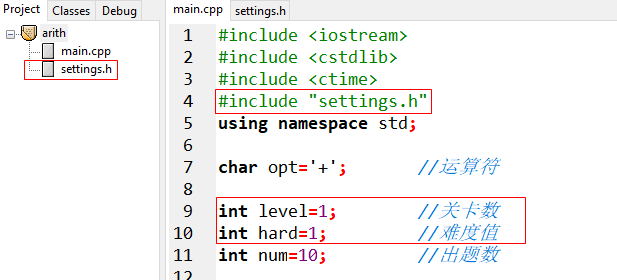 Project Classes Debug
arith
main.cpp
settings.h
main.cpp settings.h
1 #include <iostream>
2 #include <cstdlib>
3 #include <ctime>
4 #include "settings.h"
5 using namespace std;
6
7 char opt='+'; //运算符
8
9 int level=1; //关卡数
10 int hard=1; //难度值
11 int num=10; //出题数
12